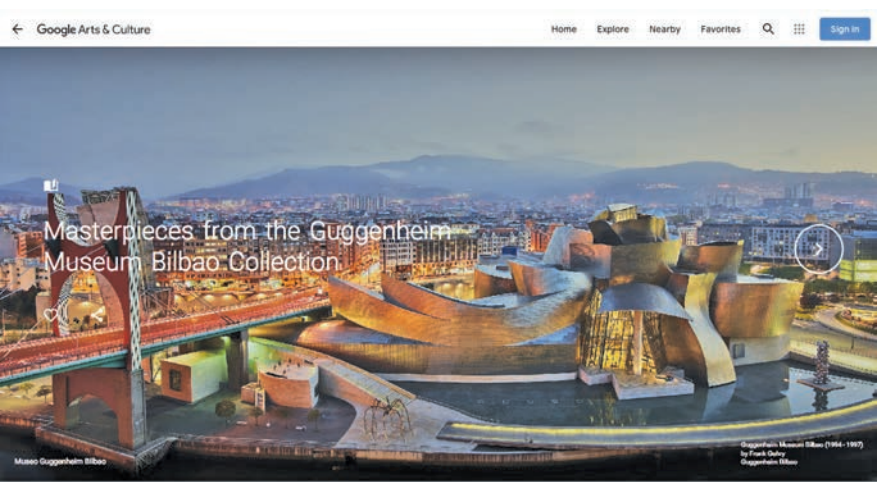 Google Arts & Culture
Home Explore Nearby Favorites Sign in
Masterpieces from the Guggenheim
Museum Bilbao Collection
Museo Guggenheim Bilbao
Guggenheim Museum Bilbao (1994-1997)
by Frank Gehry
Guggenheim Bilbao